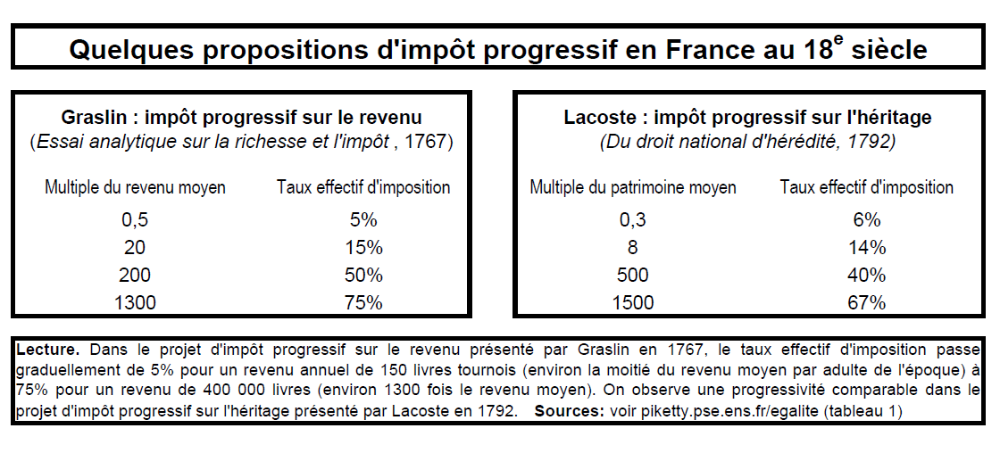 Quelques propositions d'impôt progressif en France au 18e siècle
Graslin : impôt progressif sur le revenu
(Essai analytique sur la richesse et l'impôt , 1767)
Multiple du revenu moyen Taux effectif d'imposition
0,5 5%
20 15%
200 50%
1300 75%
Lacoste : impôt progressif sur l'héritage
(Du droit national d'hérédité, 1792)
Multiple du patrimoine moyen Taux effectif d'imposition
0,3 6%
8 14%
500 40%
1500 67%
Lecture. Dans le projet d'impôt progressif sur le revenu présenté par Graslin en 1767, le taux effectif d'imposition passe
graduellement de 5% pour un revenu annuel de 150 livres tournois (environ la moitié du revenu moyen par adulte de l'époque) à
75% pour un revenu de 400 000 livres (environ 1300 fois le revenu moyen). On observe une progressivité comparable dans le
projet d'impôt progressif sur l'héritage présenté par Lacoste en 1792. Sources: voir piketty.pse.ens.fr/egalite (tableau 1)